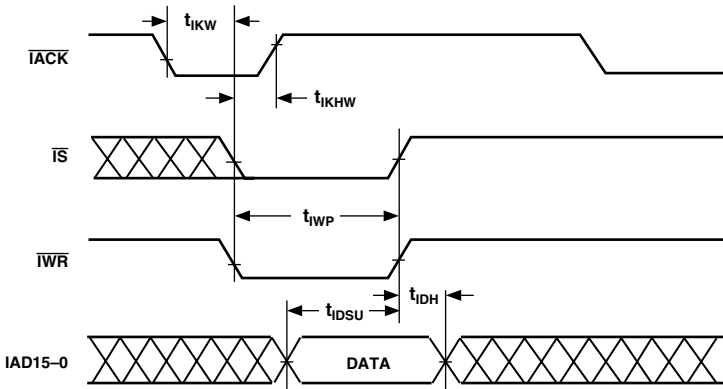 tIKW
IACK
tIKHW
IS
tIWP
IWR
tIDSU
tIDH
IAD15–0
DATA